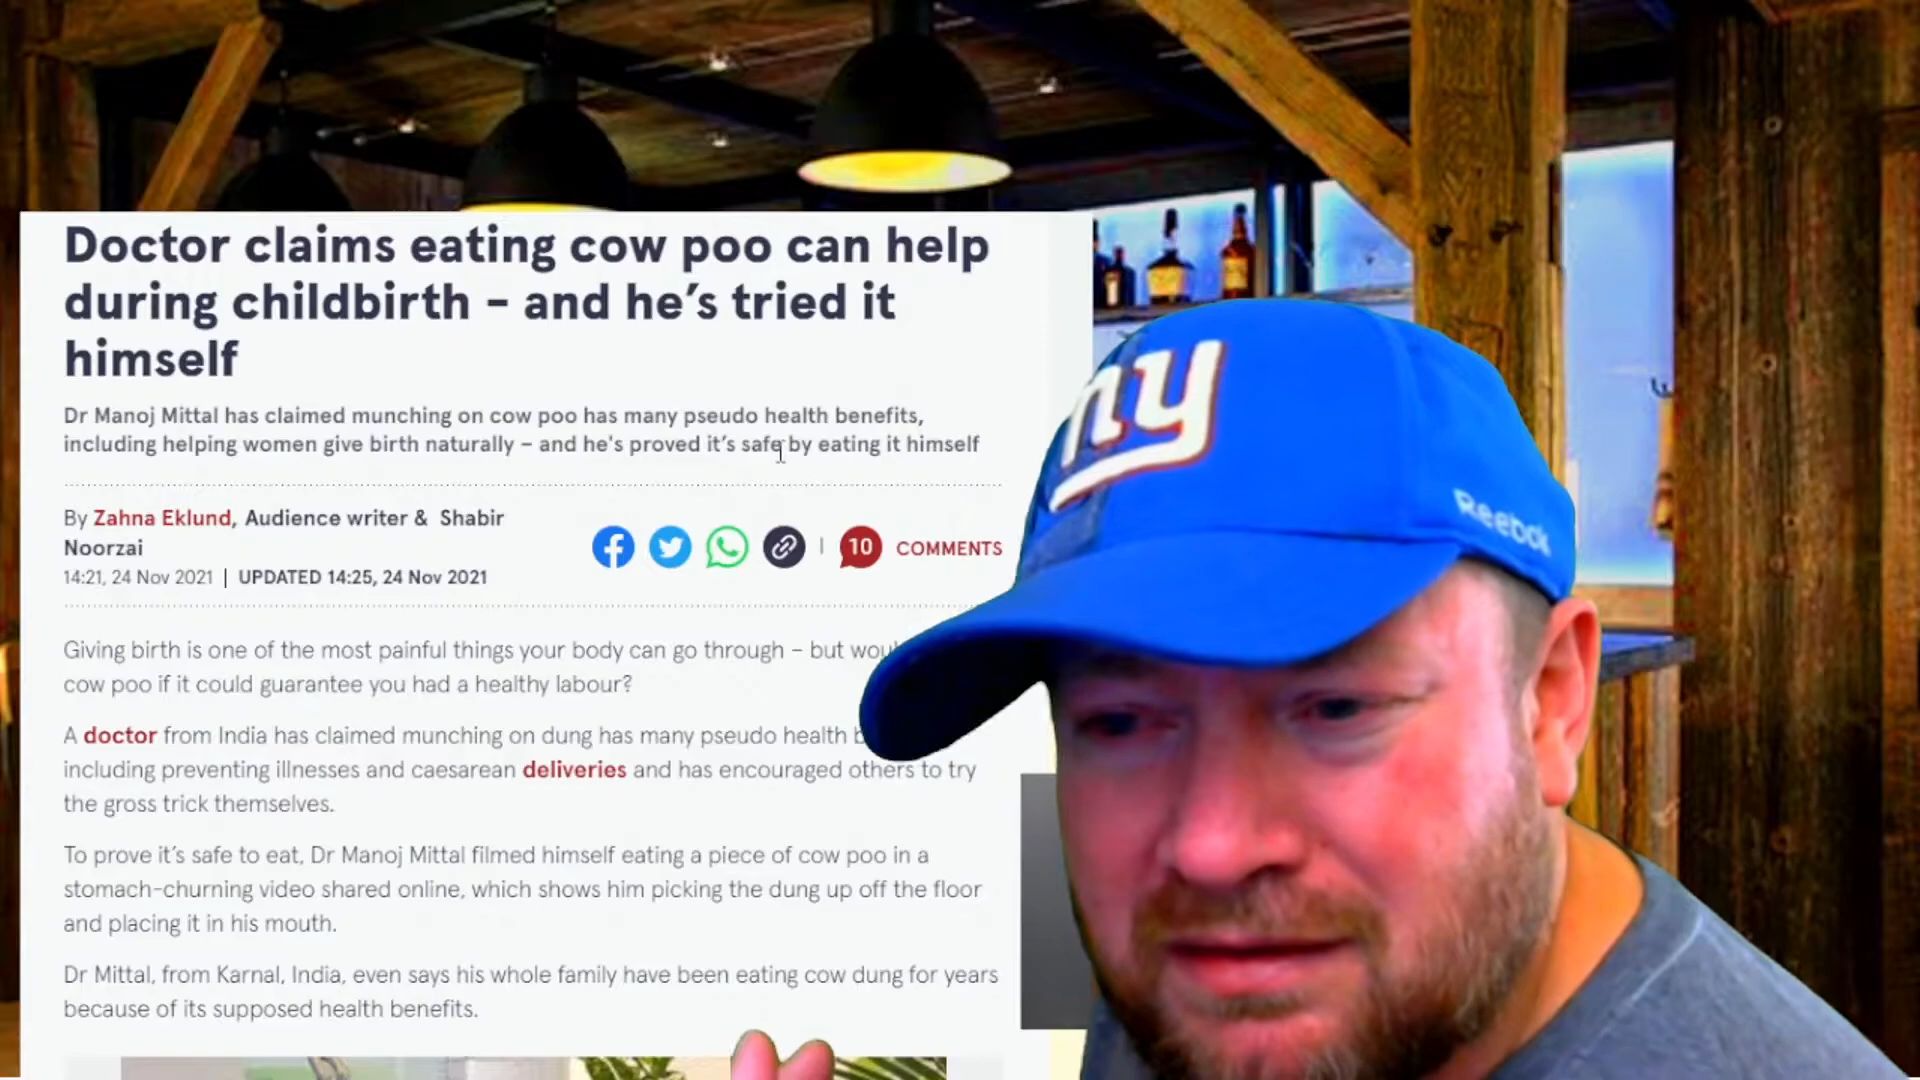 Doctor claims eating cow poo can help
during childbirth – and he's tried it
himself
Dr Manoj Mittal has claimed munching on cow poo has many pseudo health benefits,
including helping women give birth naturally – and he's proved it's safe by eating it himself
By Zahna Eklund, Audience writer & Shabir
Noorzai
14:21, 24 Nov 2021 | UPDATED 14:25, 24 Nov 2021
10 COMMENTS
Giving birth is one of the most painful things your body can go through – but
cow poo if it could guarantee you had a healthy labour?
A doctor from India has claimed munching on dung has many pseudo health
including preventing illnesses and caesarean deliveries and has encouraged others to try
the gross trick themselves.
To prove it's safe to eat, Dr Manoj Mittal filmed himself eating a piece of cow poo in a
stomach-churning video shared online, which shows him picking the dung up off the floor
and placing it in his mouth.
Dr Mittal, from Karnal, India, even says his whole family have been eating cow dung for years
because of its supposed health benefits.
ny
Reebok